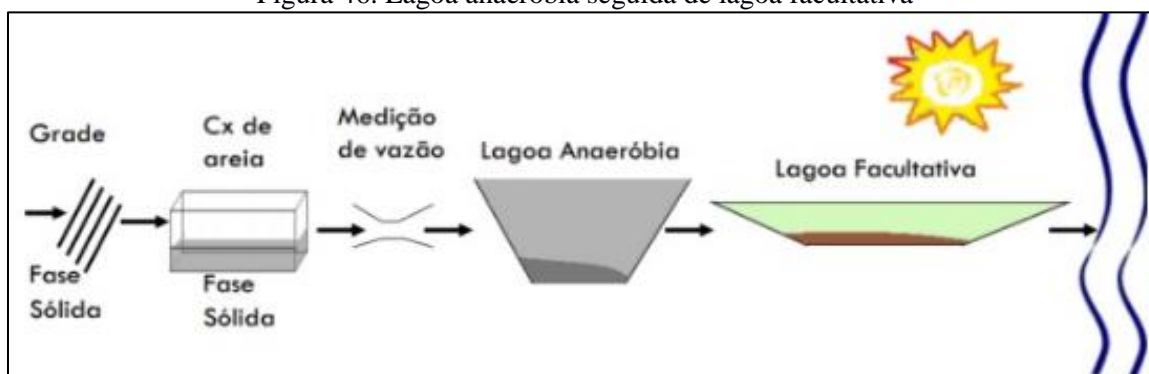 Figura 48. Lagoa anaeróbia seguida de lagoa facultativa
Grade
Cx de
areia
Medição
de vazão
Lagoa Anaeróbia
Lagoa Facultativa
Fase
Sólida
Fase
Sólida